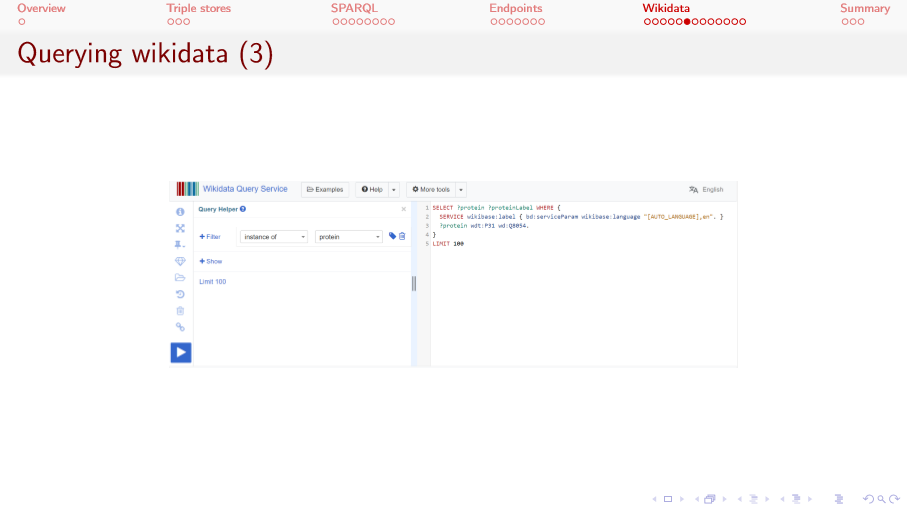 Overview Triple stores SPARQL Endpoints Wikidata Summary
Querying wikidata (3)
Wikidata Query Service Examples Help More tools English
Query Helper
+ Filter instance of protein
+ Show
Limit 100
1 SELECT ?protein ?proteinLabel WHERE {
2 SERVICE wikibase:label { bd:serviceParam wikibase:language "[AUTO_LANGUAGE],en". }
3 ?protein wdt:P31 wd:Q8054.
4 }
5 LIMIT 100